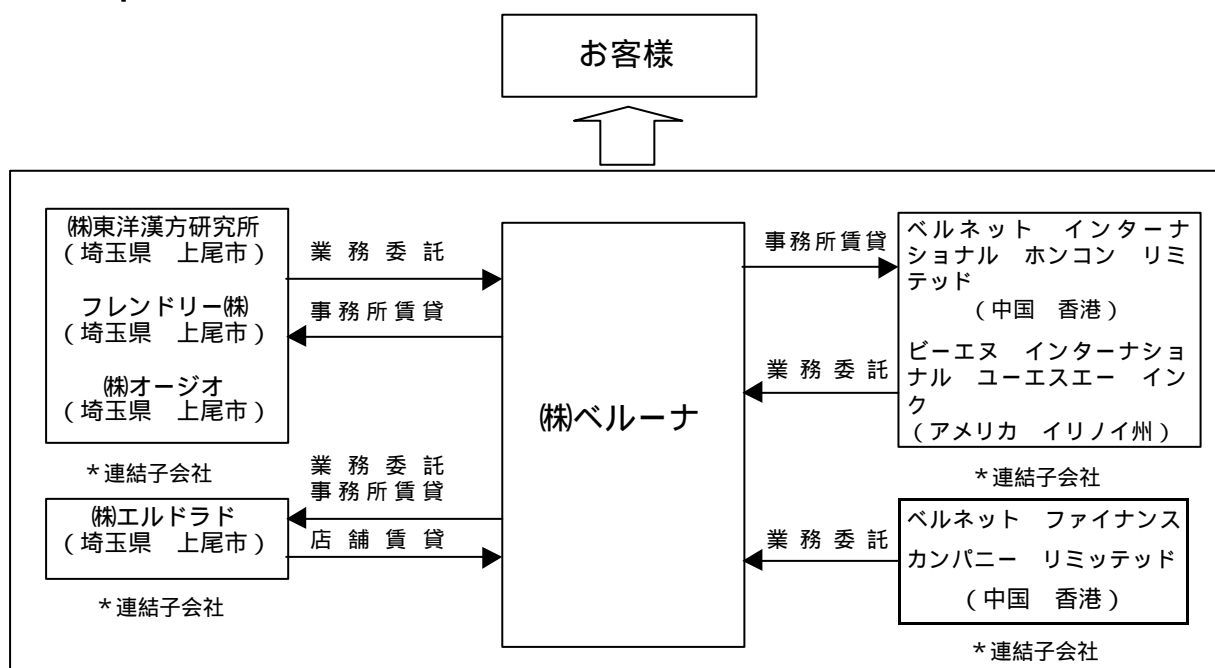 お客様
㈱東洋漢方研究所
(埼玉県 上尾市)
フレンドリー㈱
(埼玉県 上尾市)
㈱オージオ
(埼玉県 上尾市)
*連結子会社
㈱エルドラド
(埼玉県 上尾市)
*連結子会社
業務委託
事務所賃貸
業務委託
事務所賃貸
店舗賃貸
㈱ベルーナ
事務所賃貸
業務委託
業務委託
ベルネット インターナ
ショナル ホンコン リミ
テッド
(中国 香港)
ビーエヌ インターナショ
ナル ユーエスエー イン
ク
(アメリカ イリノイ州)
*連結子会社
ベルネット ファイナンス
カンパニー リミッテッド
(中国 香港)
*連結子会社